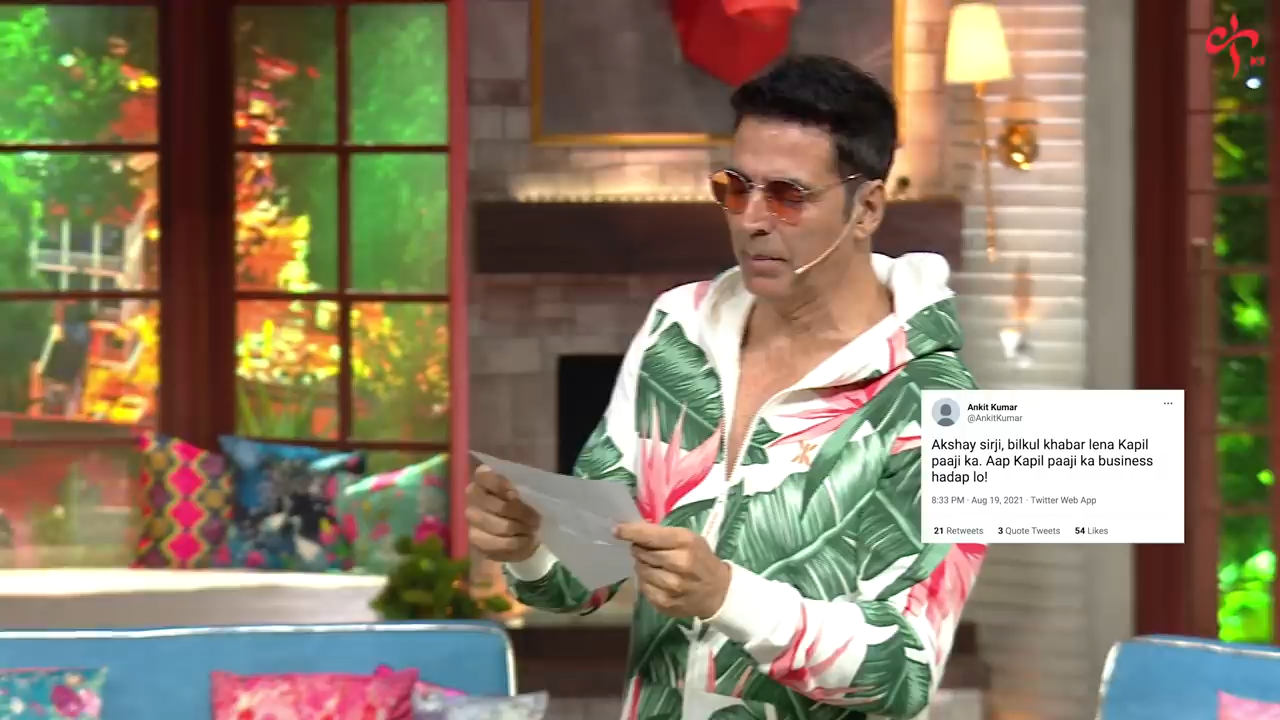 Ankit Kumar
@AnkitKumar
Akshay sirji, bilkul khabar lena Kapil
paaji ka. Aap Kapil paaji ka business
hadap lo!
8:33 PM · Aug 19, 2021 · Twitter Web App
21 Retweets 3 Quote Tweets 54 Likes